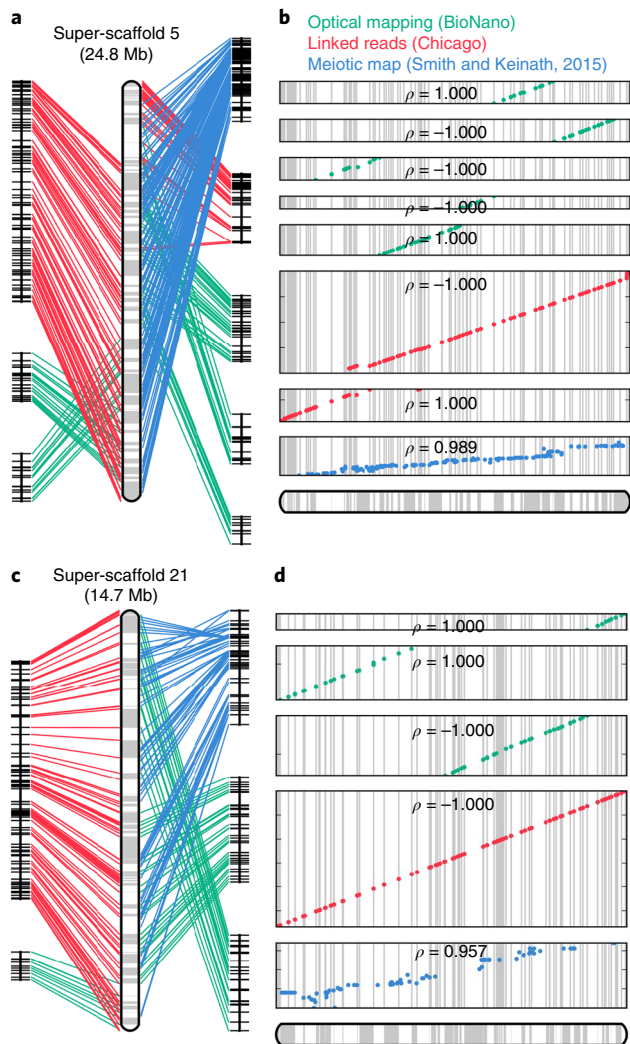 a
Super-scaffold 5
(24.8 Mb)
b
Optical mapping (BioNano)
Linked reads (Chicago)
Meiotic map (Smith and Keinath, 2015)
ρ = 1.000
ρ = −1.000
ρ = −1.000
ρ = −1.000
ρ = 1.000
ρ = −1.000
ρ = 1.000
ρ = 0.989
c
Super-scaffold 21
(14.7 Mb)
d
ρ = 1.000
ρ = 1.000
ρ = −1.000
ρ = −1.000
ρ = 0.957